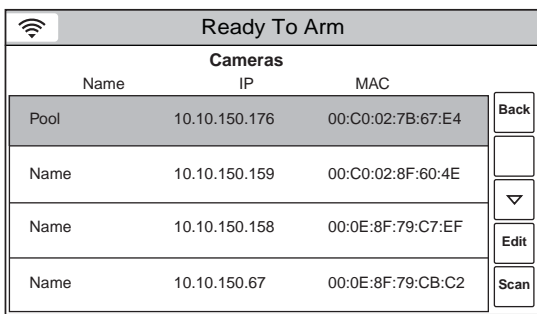 Ready To Arm
Cameras
Name IP MAC
Pool 10.10.150.176 00:C0:02:7B:67:E4
Back
Name 10.10.150.159 00:C0:02:8F:60:4E
Name 10.10.150.158 00:0E:8F:79:C7:EF
Edit
Name 10.10.150.67 00:0E:8F:79:CB:C2
Scan